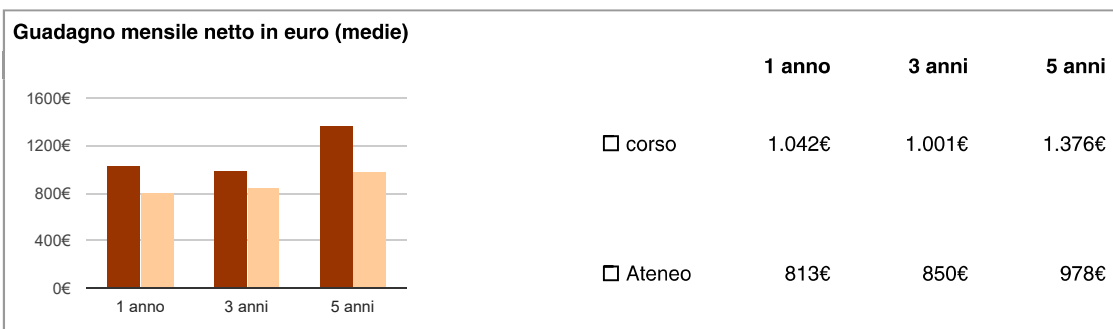 Guadagno mensile netto in euro (medie)
1 anno 3 anni 5 anni
1600€
1200€
800€
400€
0€
1 anno 3 anni 5 anni
corso 1.042€ 1.001€ 1.376€
Ateneo 813€ 850€ 978€